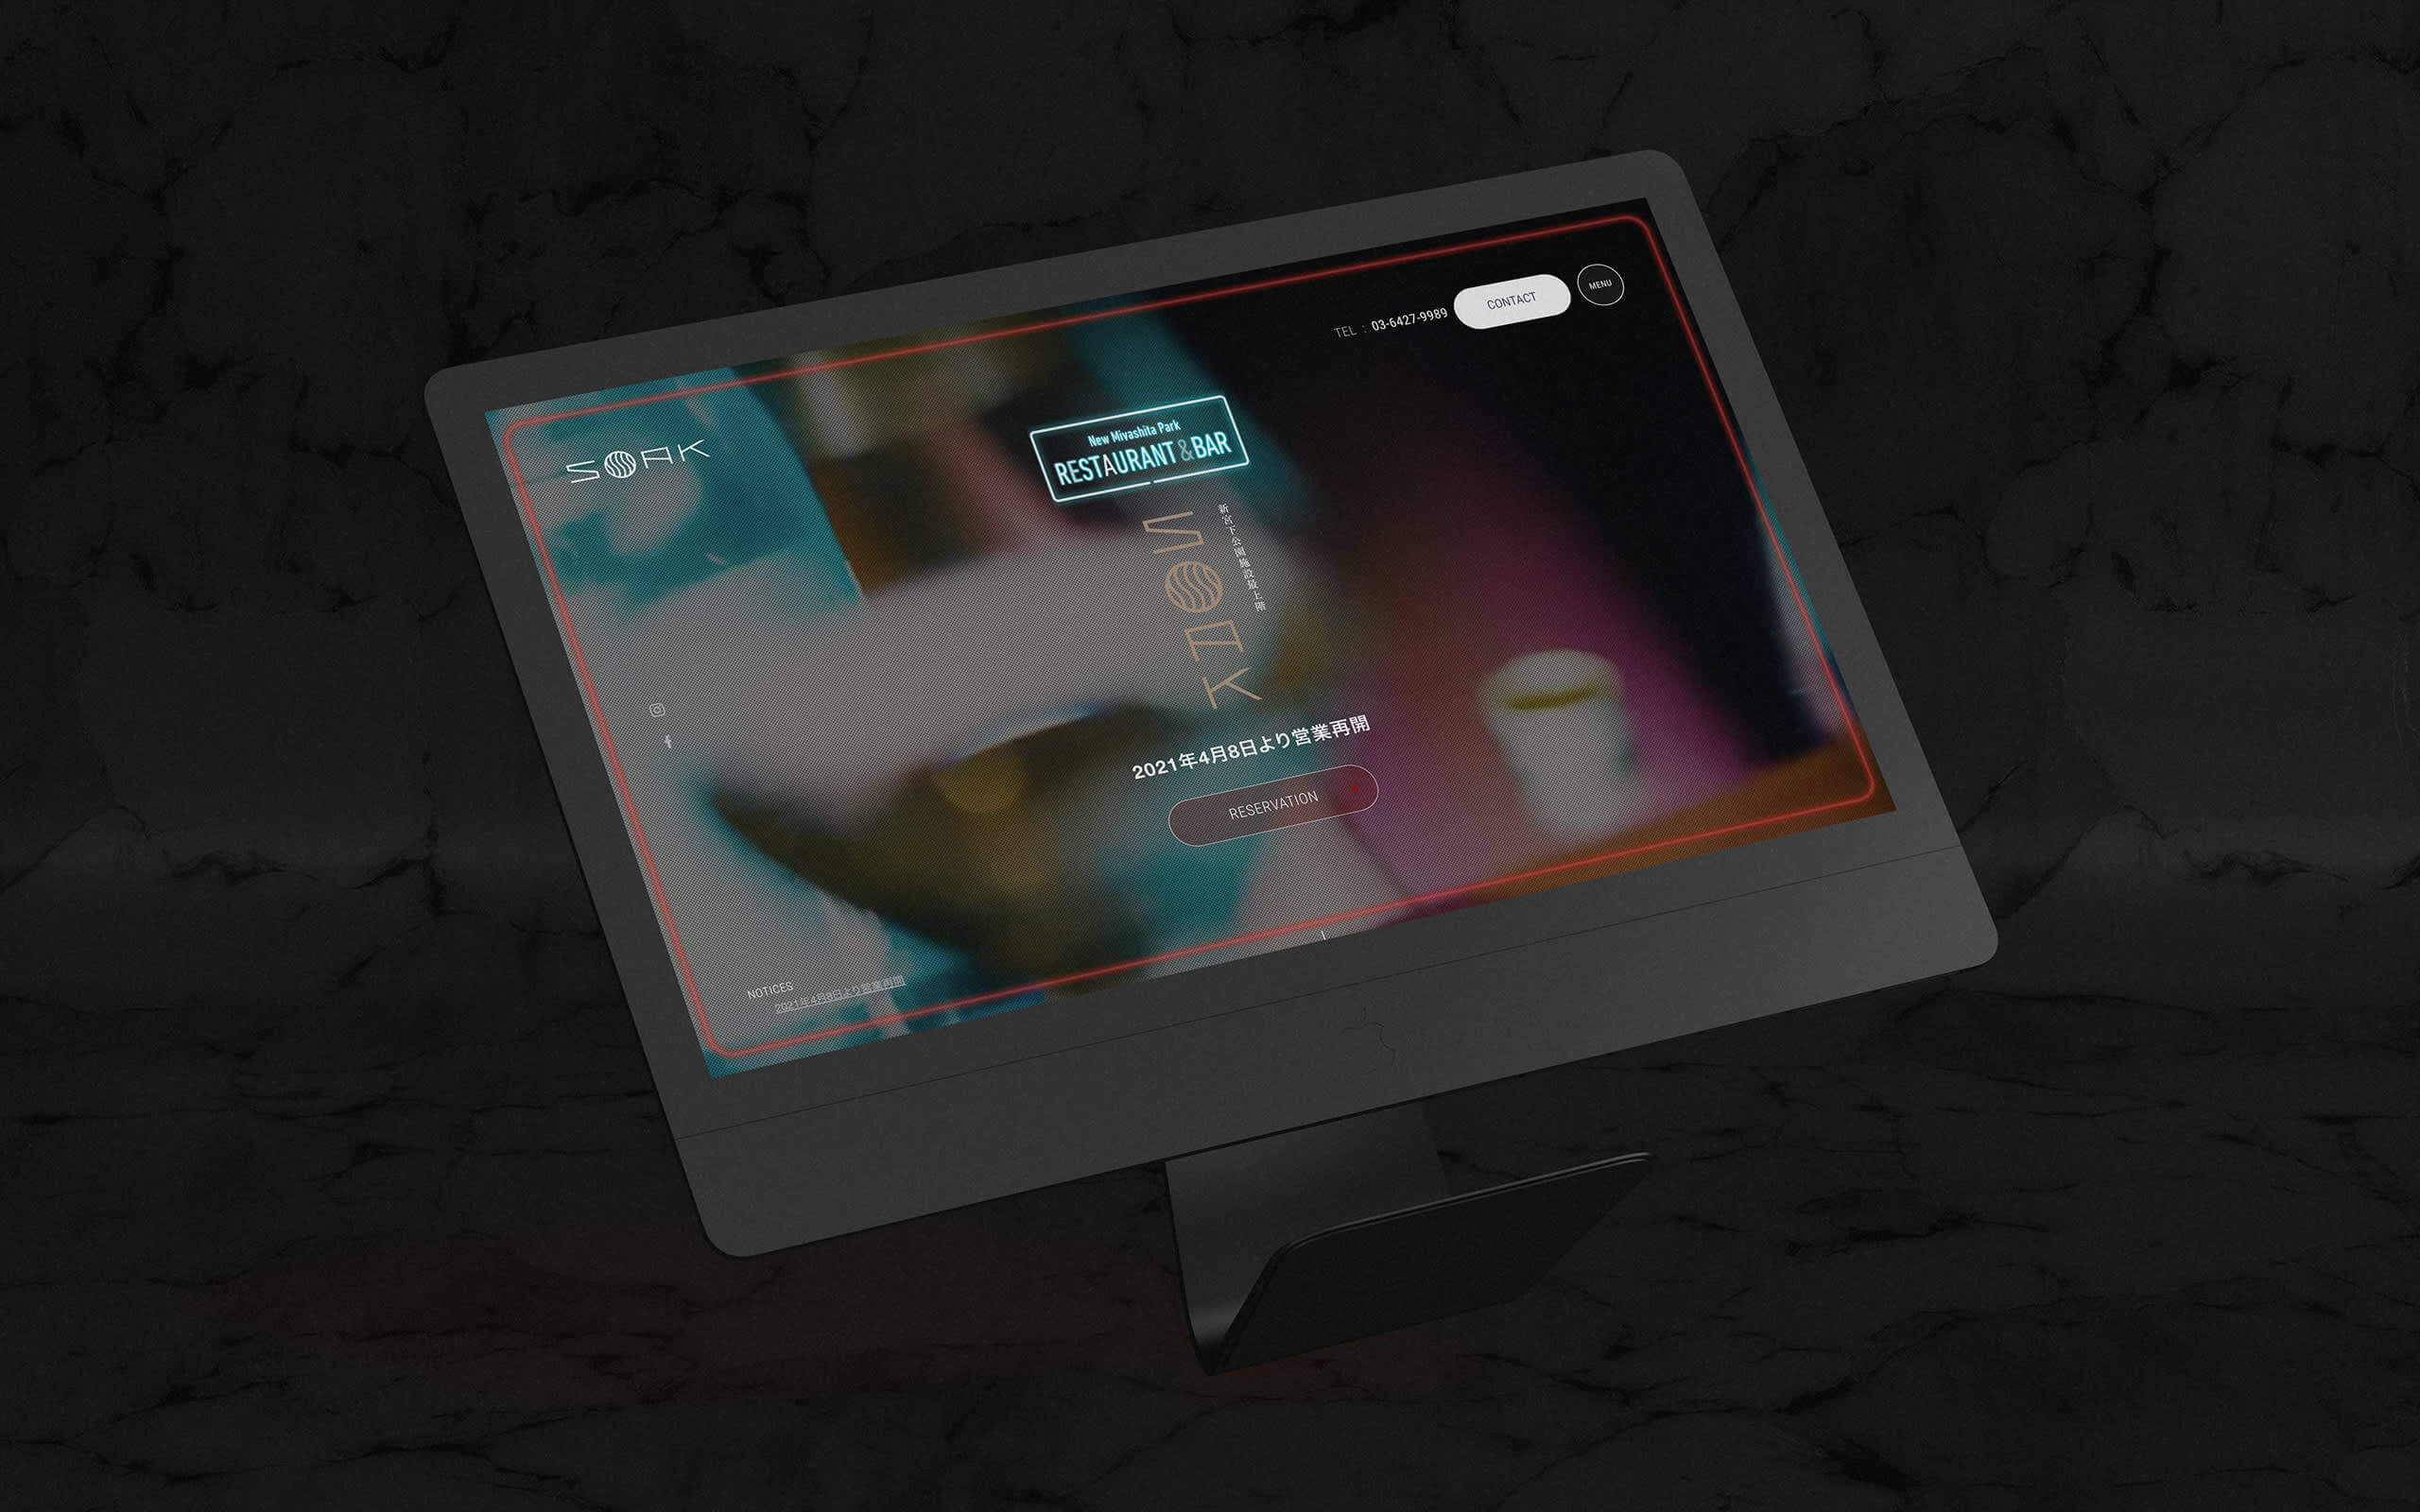 SOAK
TEL : 03-6427-9989
CONTACT
MENU
New Miyashita Park
RESTAURANT & BAR
SOAK
新宮下公園施設最上階
2021年4月8日より営業再開
RESERVATION
NOTICES
2021年4月8日より営業再開